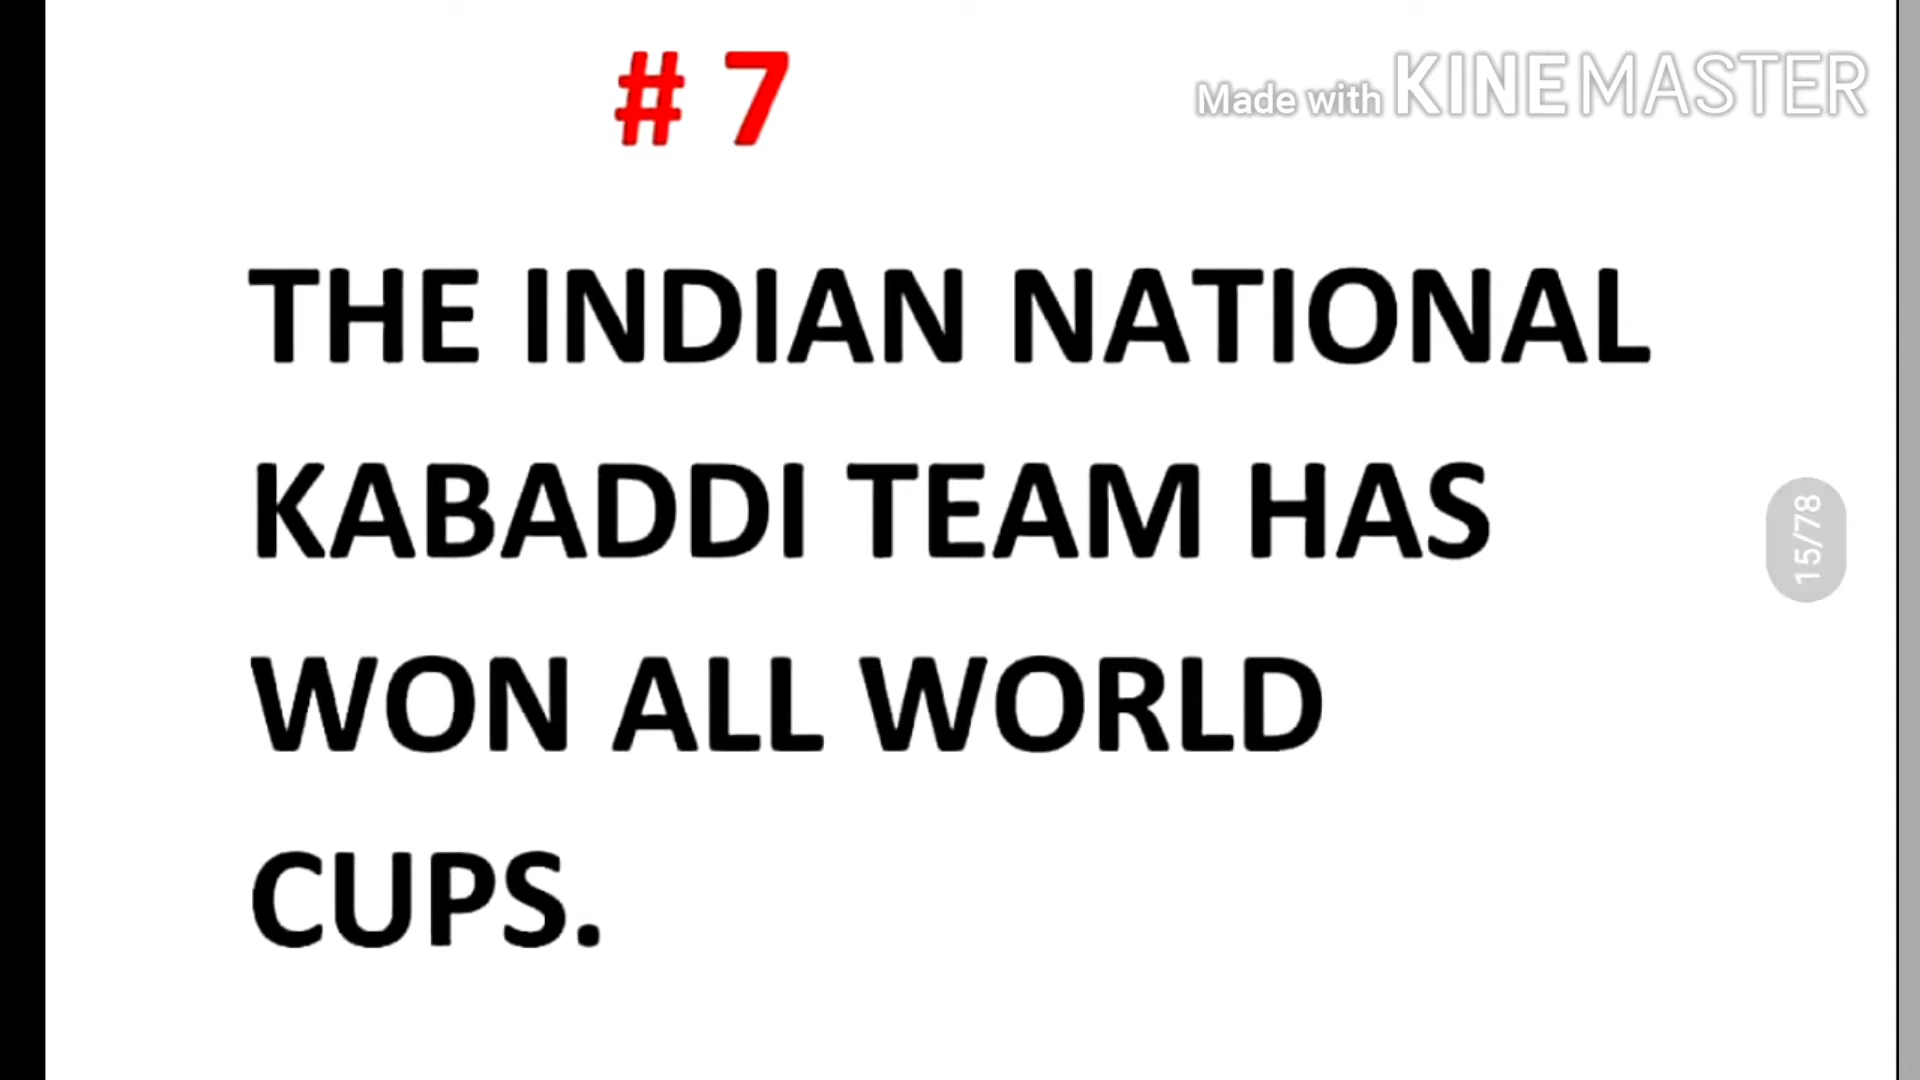 # 7
Made with KINEMASTER
THE INDIAN NATIONAL
KABADDI TEAM HAS
15/78
WON ALL WORLD
CUPS.